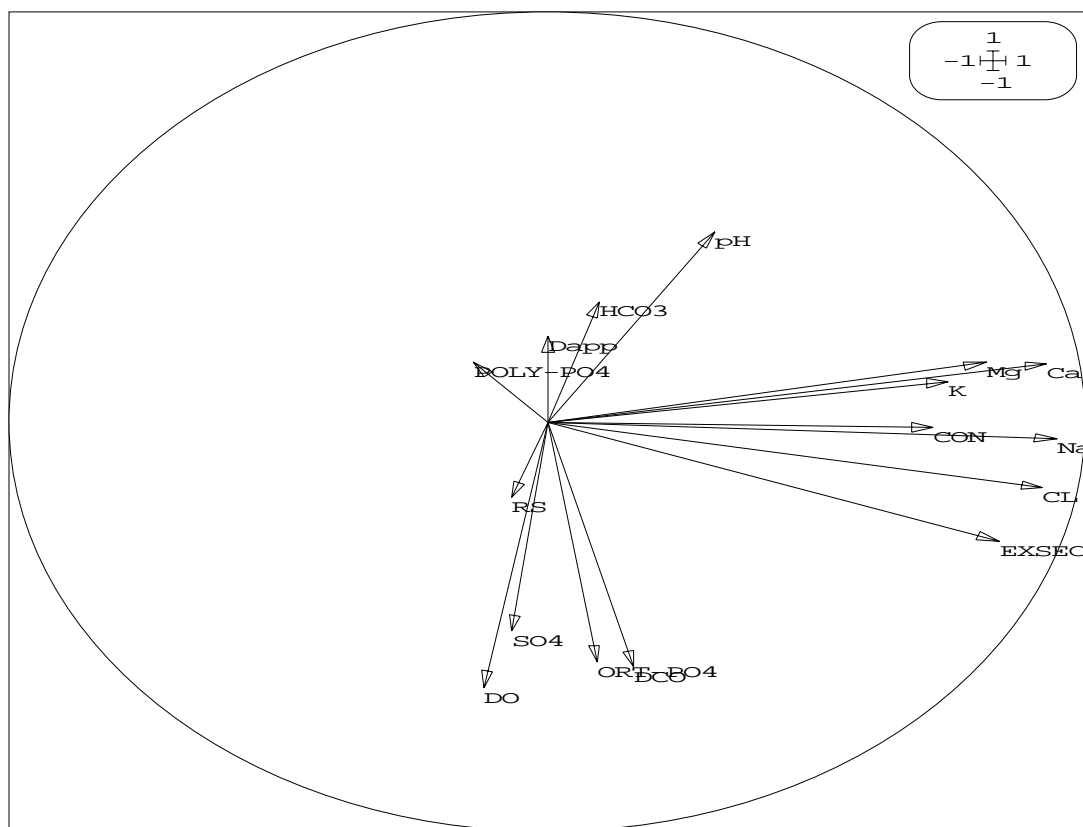 1
-1 1
-1
pH
HCO3
Dapp
POLY-PO4
Mg
Ca
K
CON
Na
CL
RS
EXSEC
SO4
ORT-PO4
DCO
DO